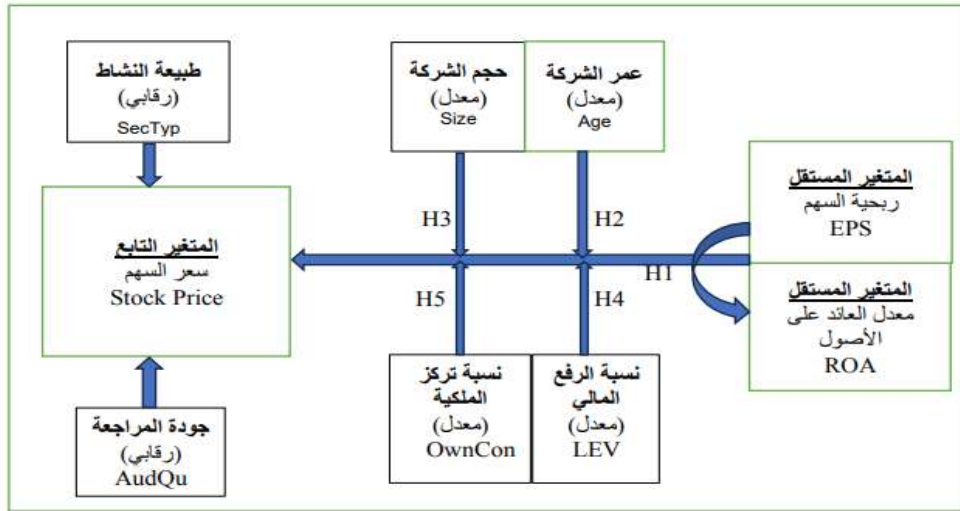 طبيعة النشاط
(رقابي)
SecTyp
حجم الشركة
(معدل)
Size
عمر الشركة
(معدل)
Age
المتغير المستقل
ربحية السهم
EPS
H3
H2
المتغير التابع
سعر السهم
Stock Price
H1
H5
H4
المتغير المستقل
معدل العائد على
الأصول
ROA
نسبة تركز
الملكية
(معدل)
OwnCon
نسبة الرفع
المالي
(معدل)
LEV
جودة المراجعة
(رقابي)
AudQu